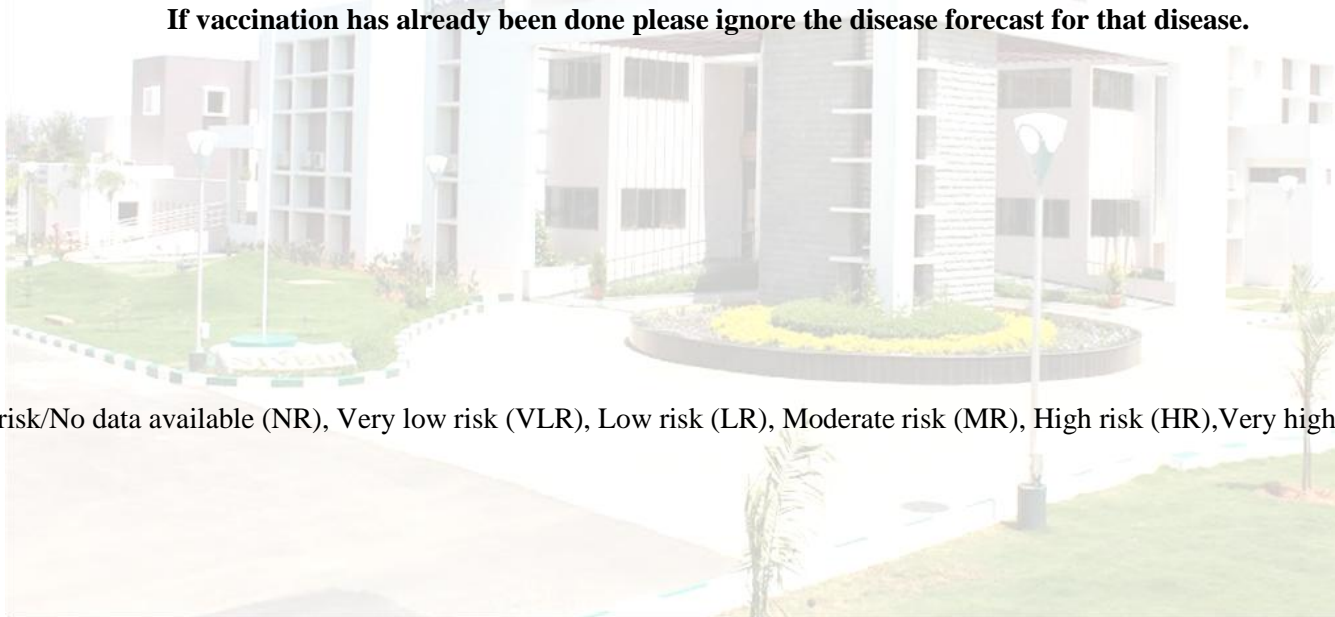 If vaccination has already been done please ignore the disease forecast for that disease.
risk/No data available (NR), Very low risk (VLR), Low risk (LR), Moderate risk (MR), High risk (HR),Very high